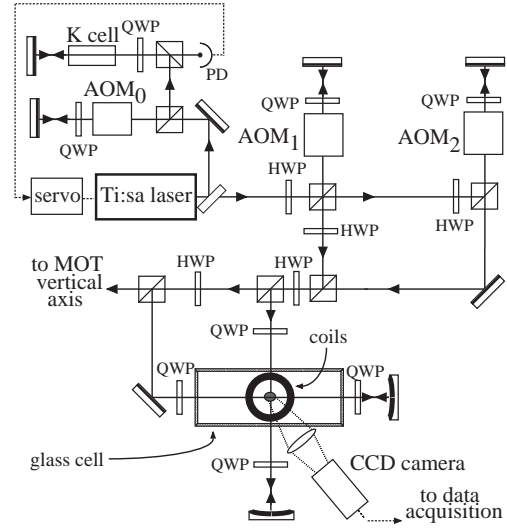 QWP
K cell
PD
AOM0
QWP
QWP
AOM1
QWP
AOM2
HWP
HWP
servo
Ti:sa laser
HWP
to MOT
vertical
axis
HWP
HWP
QWP
coils
QWP
QWP
glass cell
QWP
CCD camera
to data
acquisition